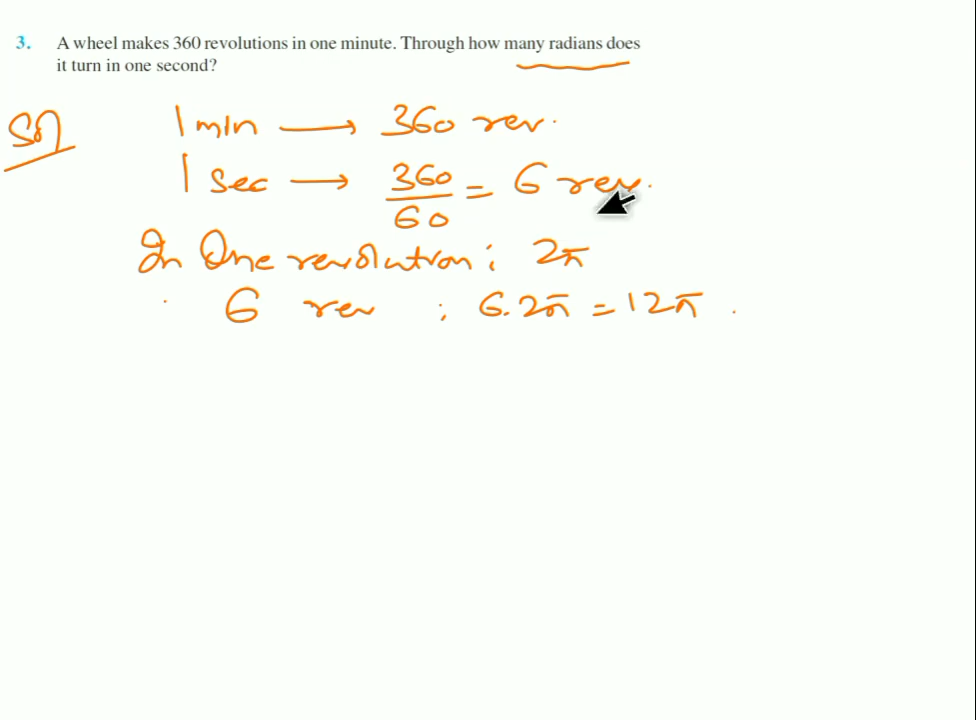 3. A wheel makes 360 revolutions in one minute. Through how many radians does
it turn in one second?
Sol
1 min → 360 rev.
1 sec → 360/60 = 6 rev.
In One revolution : 2π
6 rev : 6.2π = 12π .